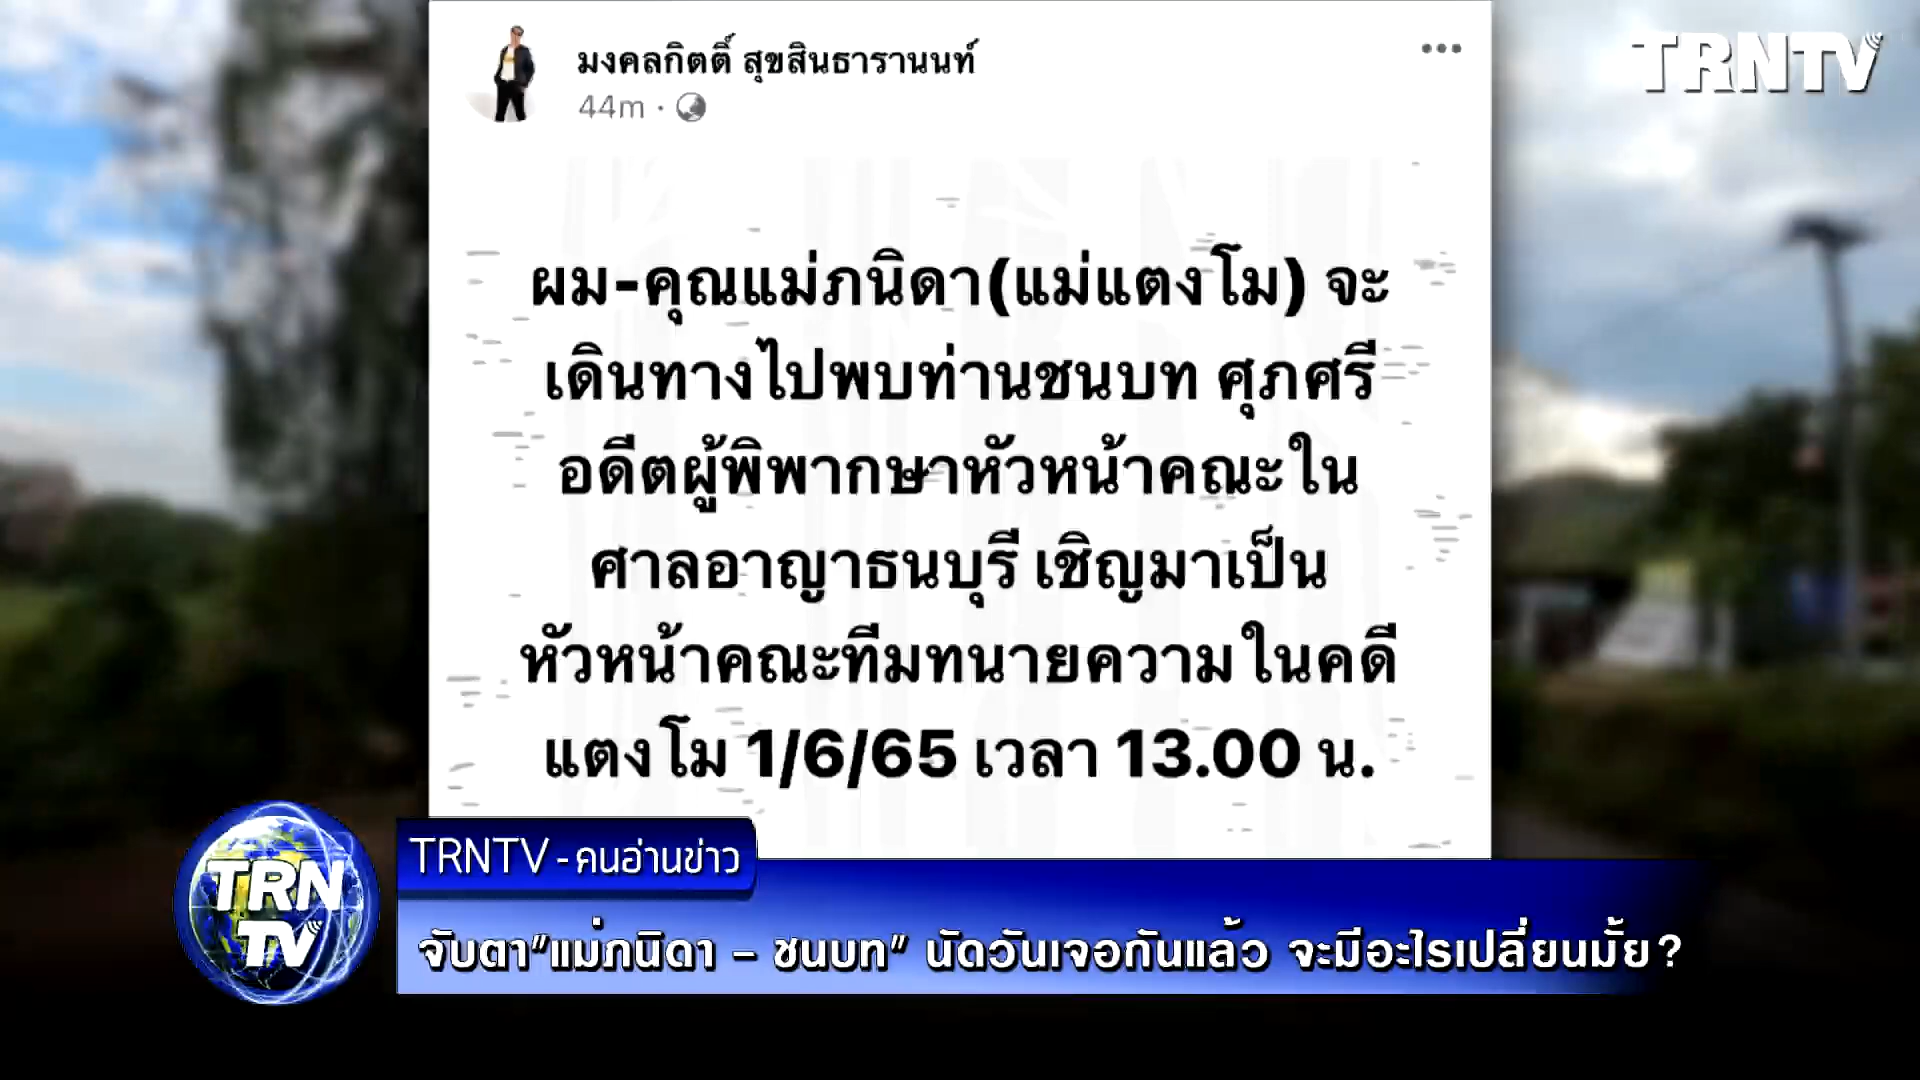 มงคลกิตติ์ สุขสินธารานนท์
44m ·
TRNTV
ผม-คุณแม่ภนิดา(แม่แตงโม) จะ
เดินทางไปพบท่านชนบท ศุภศรี
อดีตผู้พิพากษาหัวหน้าคณะใน
ศาลอาญาธนบุรี เชิญมาเป็น
หัวหน้าคณะทีมทนายความในคดี
แตงโม 1/6/65 เวลา 13.00 น.
TRNTV - คนอ่านข่าว
TRN
TV
จับตา"แม่ภนิดา – ชนบท" นัดวันเจอกันแล้ว จะมีอะไรเปลี่ยนมั้ย?